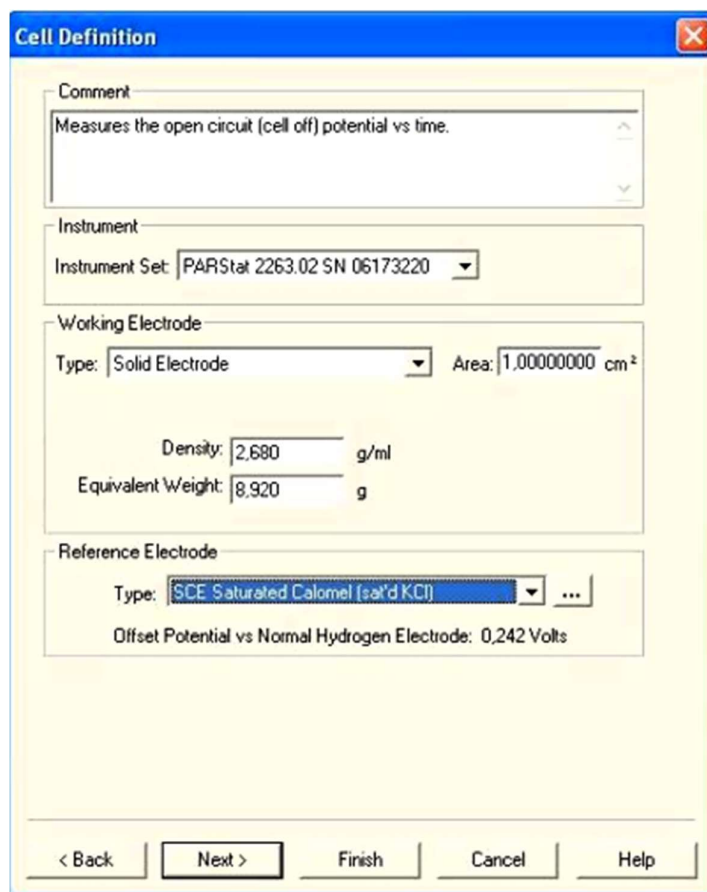 Cell Definition
Comment
Measures the open circuit (cell off) potential vs time.
Instrument
Instrument Set: PARStat 2263.02 SN 06173220
Working Electrode
Type: Solid Electrode Area: 1,00000000 cm²
Density: 2,680 g/ml
Equivalent Weight: 8,920 g
Reference Electrode
Type: SCE Saturated Calomel (sat'd KCl) ...
Offset Potential vs Normal Hydrogen Electrode: 0,242 Volts
< Back Next > Finish Cancel Help